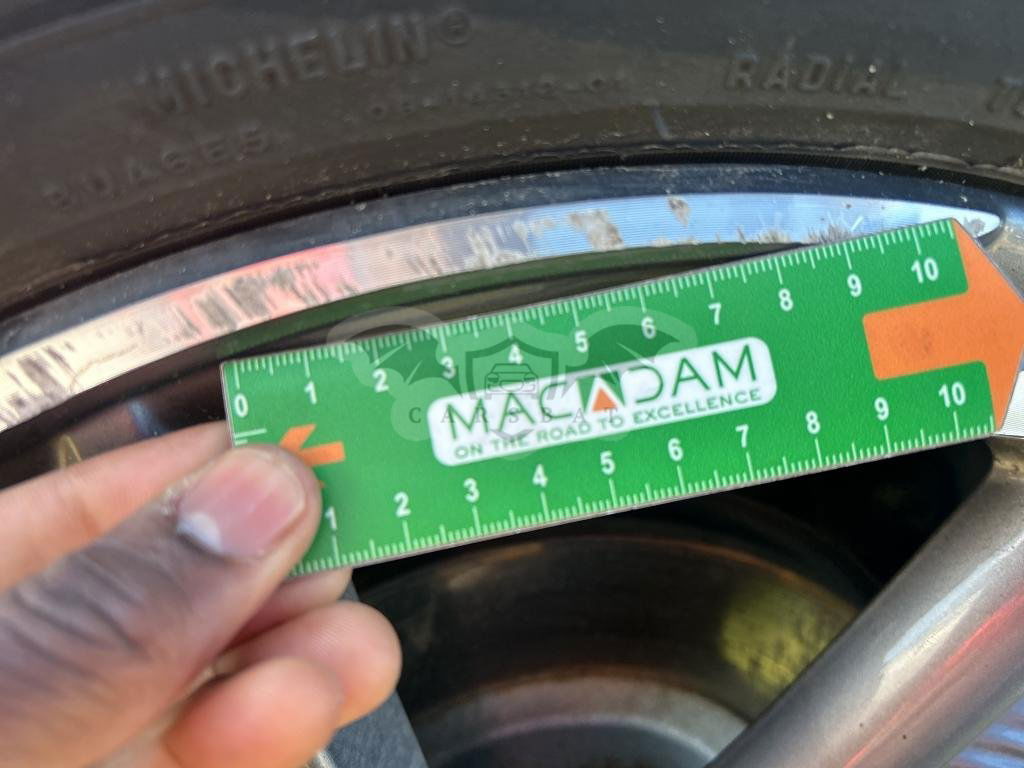 MICHELIN®
RADIAL
0 1 2 3 4 5 6 7 8 9 10
MACADAM
ON THE ROAD TO EXCELLENCE
CARSBAT
1 2 3 4 5 6 7 8 9 10